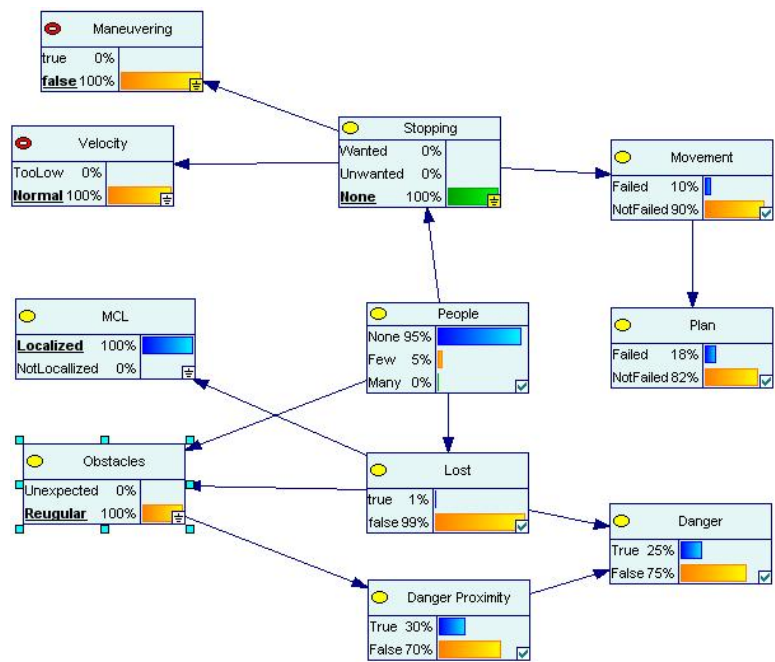 Maneuvering
true 0%
false 100%
Velocity
TooLow 0%
Normal 100%
Stopping
Wanted 0%
Unwanted 0%
None 100%
Movement
Failed 10%
NotFailed 90%
MCL
Localized 100%
NotLocallized 0%
People
None 95%
Few 5%
Many 0%
Plan
Failed 18%
NotFailed 82%
Obstacles
Unexpected 0%
Reugular 100%
Lost
true 1%
false 99%
Danger
True 25%
False 75%
Danger Proximity
True 30%
False 70%